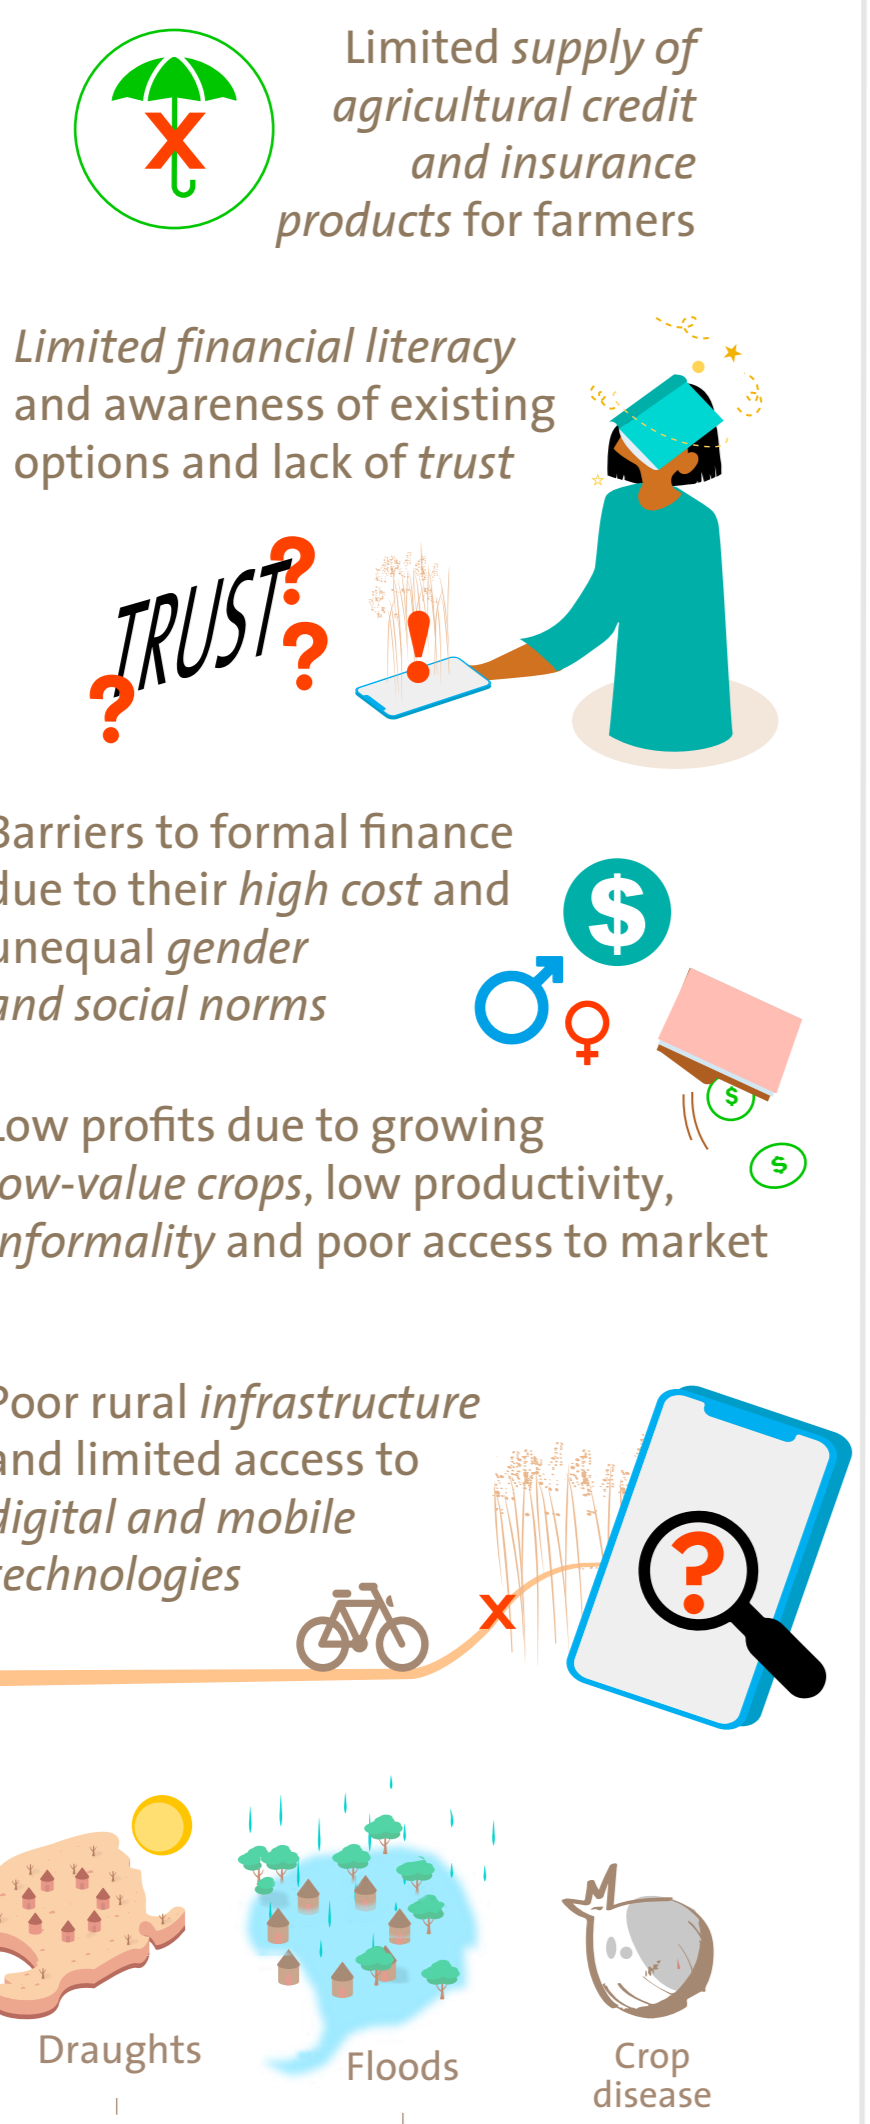 Limited supply of
agricultural credit
and insurance
products for farmers
Limited financial literacy
and awareness of existing
options and lack of trust
TRUST
Barriers to formal finance
due to their high cost and
unequal gender
and social norms
Low profits due to growing
ow-value crops, low productivity,
nformality and poor access to market
Poor rural infrastructure
and limited access to
digital and mobile
technologies
Draughts
Floods
Crop
disease